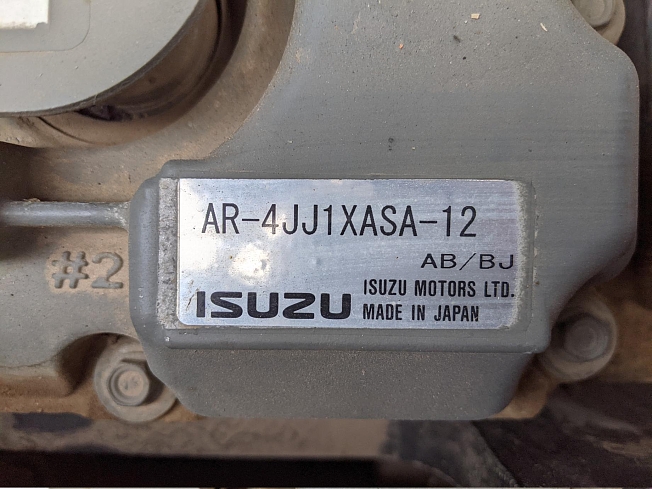 AR-4JJ1XASA-12
AB/BJ
ISUZU ISUZU MOTORS LTD.
MADE IN JAPAN
#2